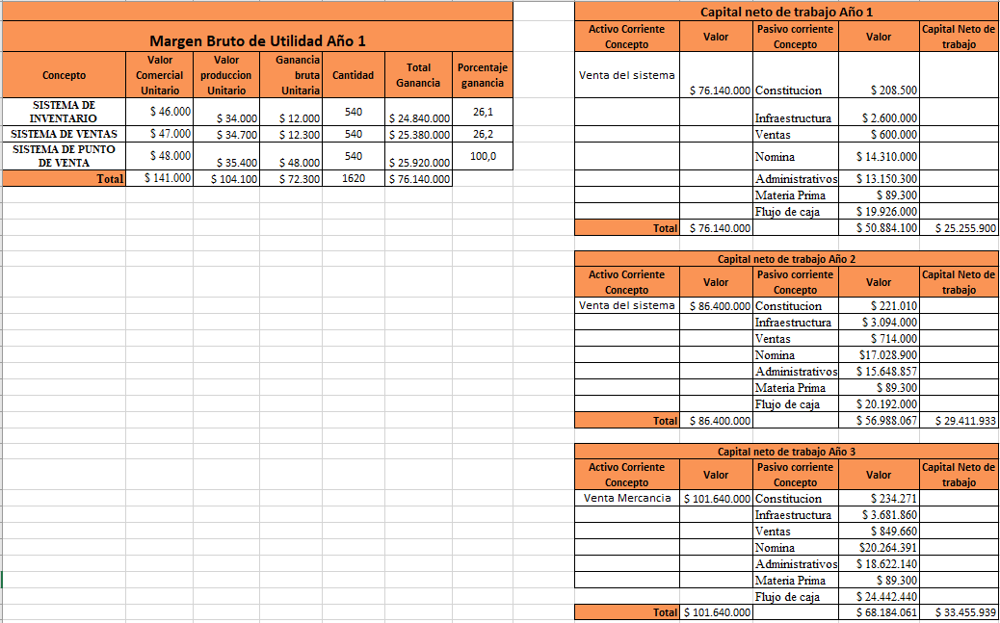 Margen Bruto de Utilidad Año 1
Concepto Valor Comercial Unitario Valor produccion Unitario Ganancia bruta Unitaria Cantidad Total Ganancia Porcentaje ganancia
SISTEMA DE INVENTARIO $ 46.000 $ 34.000 $ 12.000 540 $ 24.840.000 26,1
SISTEMA DE VENTAS $ 47.000 $ 34.700 $ 12.300 540 $ 25.380.000 26,2
SISTEMA DE PUNTO DE VENTA $ 48.000 $ 35.400 $ 48.000 540 $ 25.920.000 100,0
Total $ 141.000 $ 104.100 $ 72.300 1620 $ 76.140.000
Capital neto de trabajo Año 1
Activo Corriente Concepto Valor Pasivo corriente Concepto Valor Capital Neto de trabajo
Venta del sistema $ 76.140.000 Constitucion $ 208.500
Infraestructura $ 2.600.000
Ventas $ 600.000
Nomina $ 14.310.000
Administrativos $ 13.150.300
Materia Prima $ 89.300
Flujo de caja $ 19.926.000
Total $ 76.140.000 $ 50.884.100 $ 25.255.900
Capital neto de trabajo Año 2
Activo Corriente Concepto Valor Pasivo corriente Concepto Valor Capital Neto de trabajo
Venta del sistema $ 86.400.000 Constitucion $ 221.010
Infraestructura $ 3.094.000
Ventas $ 714.000
Nomina $17.028.900
Administrativos $ 15.648.857
Materia Prima $ 89.300
Flujo de caja $ 20.192.000
Total $ 86.400.000 $ 56.988.067 $ 29.411.933
Capital neto de trabajo Año 3
Activo Corriente Concepto Valor Pasivo corriente Concepto Valor Capital Neto de trabajo
Venta Mercancia $ 101.640.000 Constitucion $ 234.271
Infraestructura $ 3.681.860
Ventas $ 849.660
Nomina $20.264.391
Administrativos $ 18.622.140
Materia Prima $ 89.300
Flujo de caja $ 24.442.440
Total $ 101.640.000 $ 68.184.061 $ 33.455.939